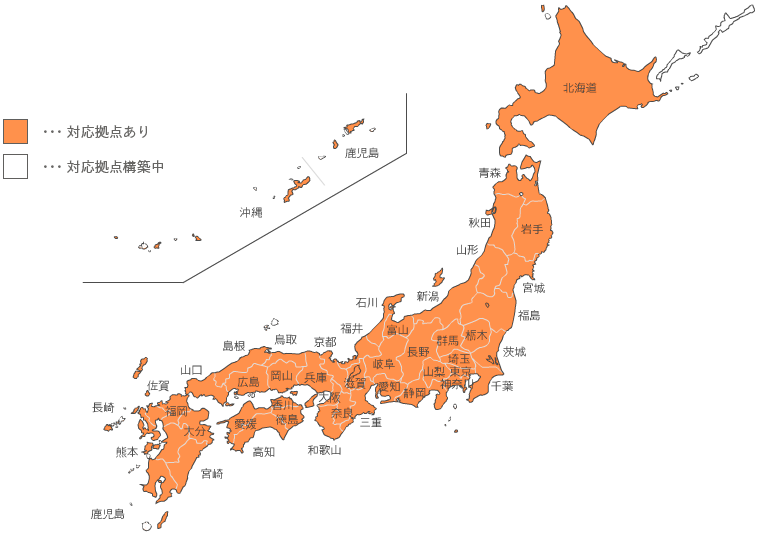 北海道
･･･ 対応拠点あり
･･･ 対応拠点構築中
鹿児島
沖縄
青森
秋田
岩手
山形
宮城
新潟
福島
石川
富山
福井
群馬
栃木
長野
茨城
埼玉
岐阜
山梨
東京
神奈川
千葉
静岡
愛知
滋賀
京都
鳥取
島根
兵庫
岡山
広島
山口
大阪
奈良
三重
和歌山
香川
徳島
愛媛
高知
佐賀
長崎
福岡
大分
熊本
宮崎
鹿児島